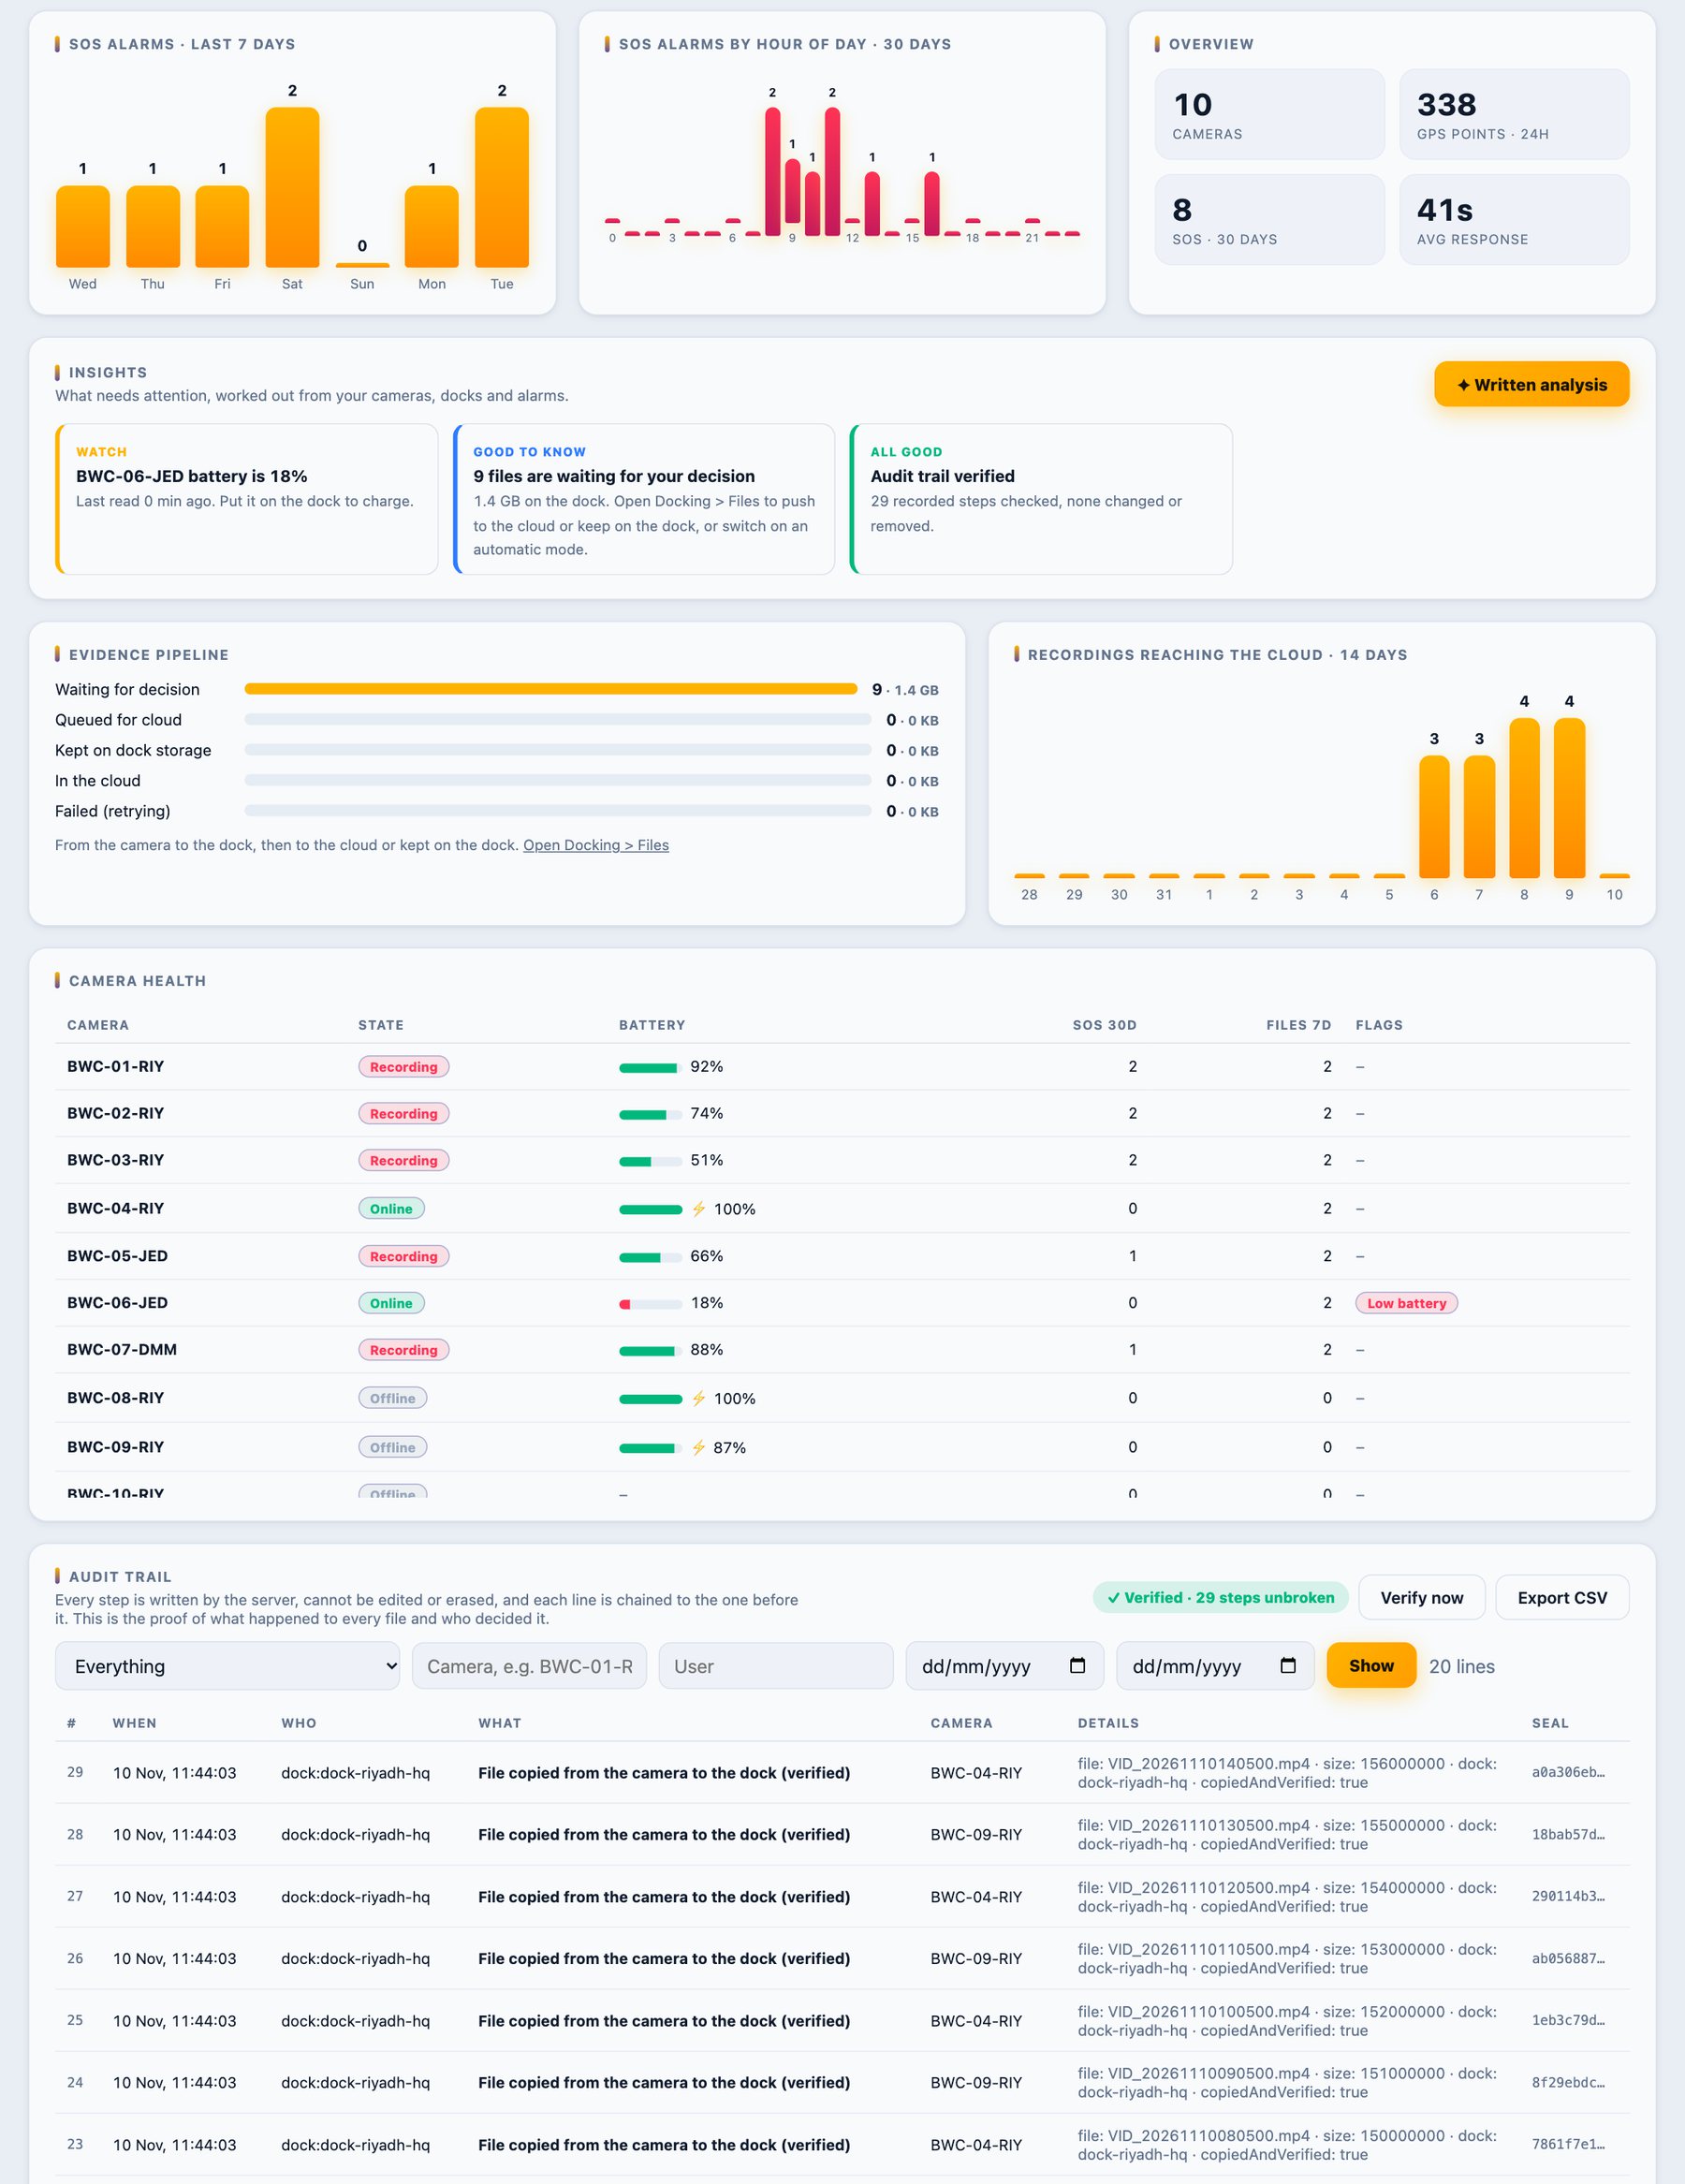 SOS ALARMS · LAST 7 DAYS
1 1 1 2 0 1 2
Wed Thu Fri Sat Sun Mon Tue
SOS ALARMS BY HOUR OF DAY · 30 DAYS
2 1 1 2 1 1
0 3 6 9 12 15 18 21
OVERVIEW
10
CAMERAS
338
GPS POINTS · 24H
8
SOS · 30 DAYS
41s
AVG RESPONSE
INSIGHTS
What needs attention, worked out from your cameras, docks and alarms.
✦ Written analysis
WATCH
BWC-06-JED battery is 18%
Last read 0 min ago. Put it on the dock to charge.
GOOD TO KNOW
9 files are waiting for your decision
1.4 GB on the dock. Open Docking > Files to push
to the cloud or keep on the dock, or switch on an
automatic mode.
ALL GOOD
Audit trail verified
29 recorded steps checked, none changed or
removed.
EVIDENCE PIPELINE
Waiting for decision 9 · 1.4 GB
Queued for cloud 0 · 0 KB
Kept on dock storage 0 · 0 KB
In the cloud 0 · 0 KB
Failed (retrying) 0 · 0 KB
From the camera to the dock, then to the cloud or kept on the dock. Open Docking > Files
RECORDINGS REACHING THE CLOUD · 14 DAYS
3 3 4 4
28 29 30 31 1 2 3 4 5 6 7 8 9 10
CAMERA HEALTH
CAMERA STATE BATTERY SOS 30D FILES 7D FLAGS
BWC-01-RIY Recording 92% 2 2 –
BWC-02-RIY Recording 74% 2 2 –
BWC-03-RIY Recording 51% 2 2 –
BWC-04-RIY Online ⚡ 100% 0 2 –
BWC-05-JED Recording 66% 1 2 –
BWC-06-JED Online 18% 0 2 Low battery
BWC-07-DMM Recording 88% 1 2 –
BWC-08-RIY Offline ⚡ 100% 0 0 –
BWC-09-RIY Offline ⚡ 87% 0 0 –
BWC-10-RIY Offline – 0 0 –
AUDIT TRAIL
Every step is written by the server, cannot be edited or erased, and each line is chained to the one before
it. This is the proof of what happened to every file and who decided it.
✓ Verified · 29 steps unbroken
Verify now
Export CSV
Everything Camera, e.g. BWC-01-R User dd/mm/yyyy dd/mm/yyyy Show 20 lines
# WHEN WHO WHAT CAMERA DETAILS SEAL
29 10 Nov, 11:44:03 dock:dock-riyadh-hq File copied from the camera to the dock (verified) BWC-04-RIY file: VID_20261110140500.mp4 · size: 156000000 · dock: a0a306eb…
dock-riyadh-hq · copiedAndVerified: true
28 10 Nov, 11:44:03 dock:dock-riyadh-hq File copied from the camera to the dock (verified) BWC-09-RIY file: VID_20261110130500.mp4 · size: 155000000 · dock: 18bab57d…
dock-riyadh-hq · copiedAndVerified: true
27 10 Nov, 11:44:03 dock:dock-riyadh-hq File copied from the camera to the dock (verified) BWC-04-RIY file: VID_20261110120500.mp4 · size: 154000000 · dock: 290114b3…
dock-riyadh-hq · copiedAndVerified: true
26 10 Nov, 11:44:03 dock:dock-riyadh-hq File copied from the camera to the dock (verified) BWC-09-RIY file: VID_20261110110500.mp4 · size: 153000000 · dock: ab056887…
dock-riyadh-hq · copiedAndVerified: true
25 10 Nov, 11:44:03 dock:dock-riyadh-hq File copied from the camera to the dock (verified) BWC-04-RIY file: VID_20261110100500.mp4 · size: 152000000 · dock: 1eb3c79d…
dock-riyadh-hq · copiedAndVerified: true
24 10 Nov, 11:44:03 dock:dock-riyadh-hq File copied from the camera to the dock (verified) BWC-09-RIY file: VID_20261110090500.mp4 · size: 151000000 · dock: 8f29ebdc…
dock-riyadh-hq · copiedAndVerified: true
23 10 Nov, 11:44:03 dock:dock-riyadh-hq File copied from the camera to the dock (verified) BWC-04-RIY file: VID_20261110080500.mp4 · size: 150000000 · dock: 7861f7e1…
dock-riyadh-hq · copiedAndVerified: true